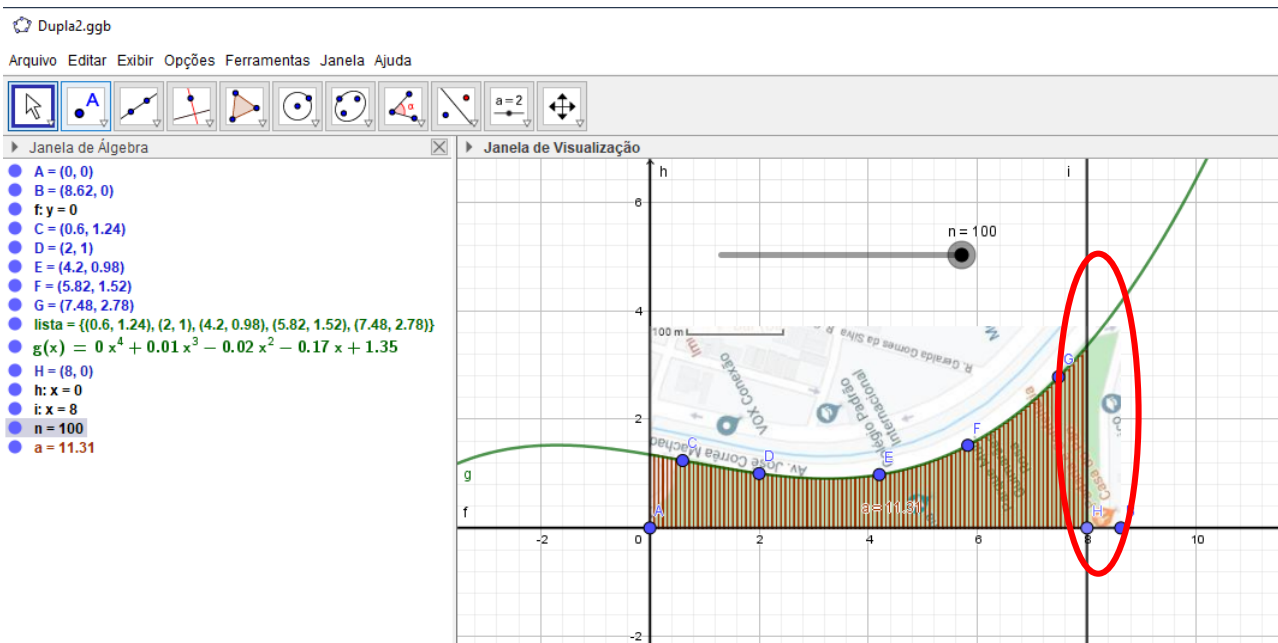 Dupla2.ggb
Arquivo Editar Exibir Opções Ferramentas Janela Ajuda
A
α
a = 2
Janela de Álgebra
Janela de Visualização
A = (0, 0)
B = (8.62, 0)
f: y = 0
C = (0.6, 1.24)
D = (2, 1)
E = (4.2, 0.98)
F = (5.82, 1.52)
G = (7.48, 2.78)
lista = {(0.6, 1.24), (2, 1), (4.2, 0.98), (5.82, 1.52), (7.48, 2.78)}
g(x) = 0 x⁴ + 0.01 x³ − 0.02 x² − 0.17 x + 1.35
H = (8, 0)
h: x = 0
i: x = 8
n = 100
a = 11.31
h
i
6
n = 100
4
100 m
R. Geralda Gomes da Silva
VOX Conexão
Colégio Padrão
Internacional
G
2
F
Av. José Corrêa Machado
C
D
E
g
a = 11.31
Casa
f
A
H
-2
0
2
4
6
8
10
-2